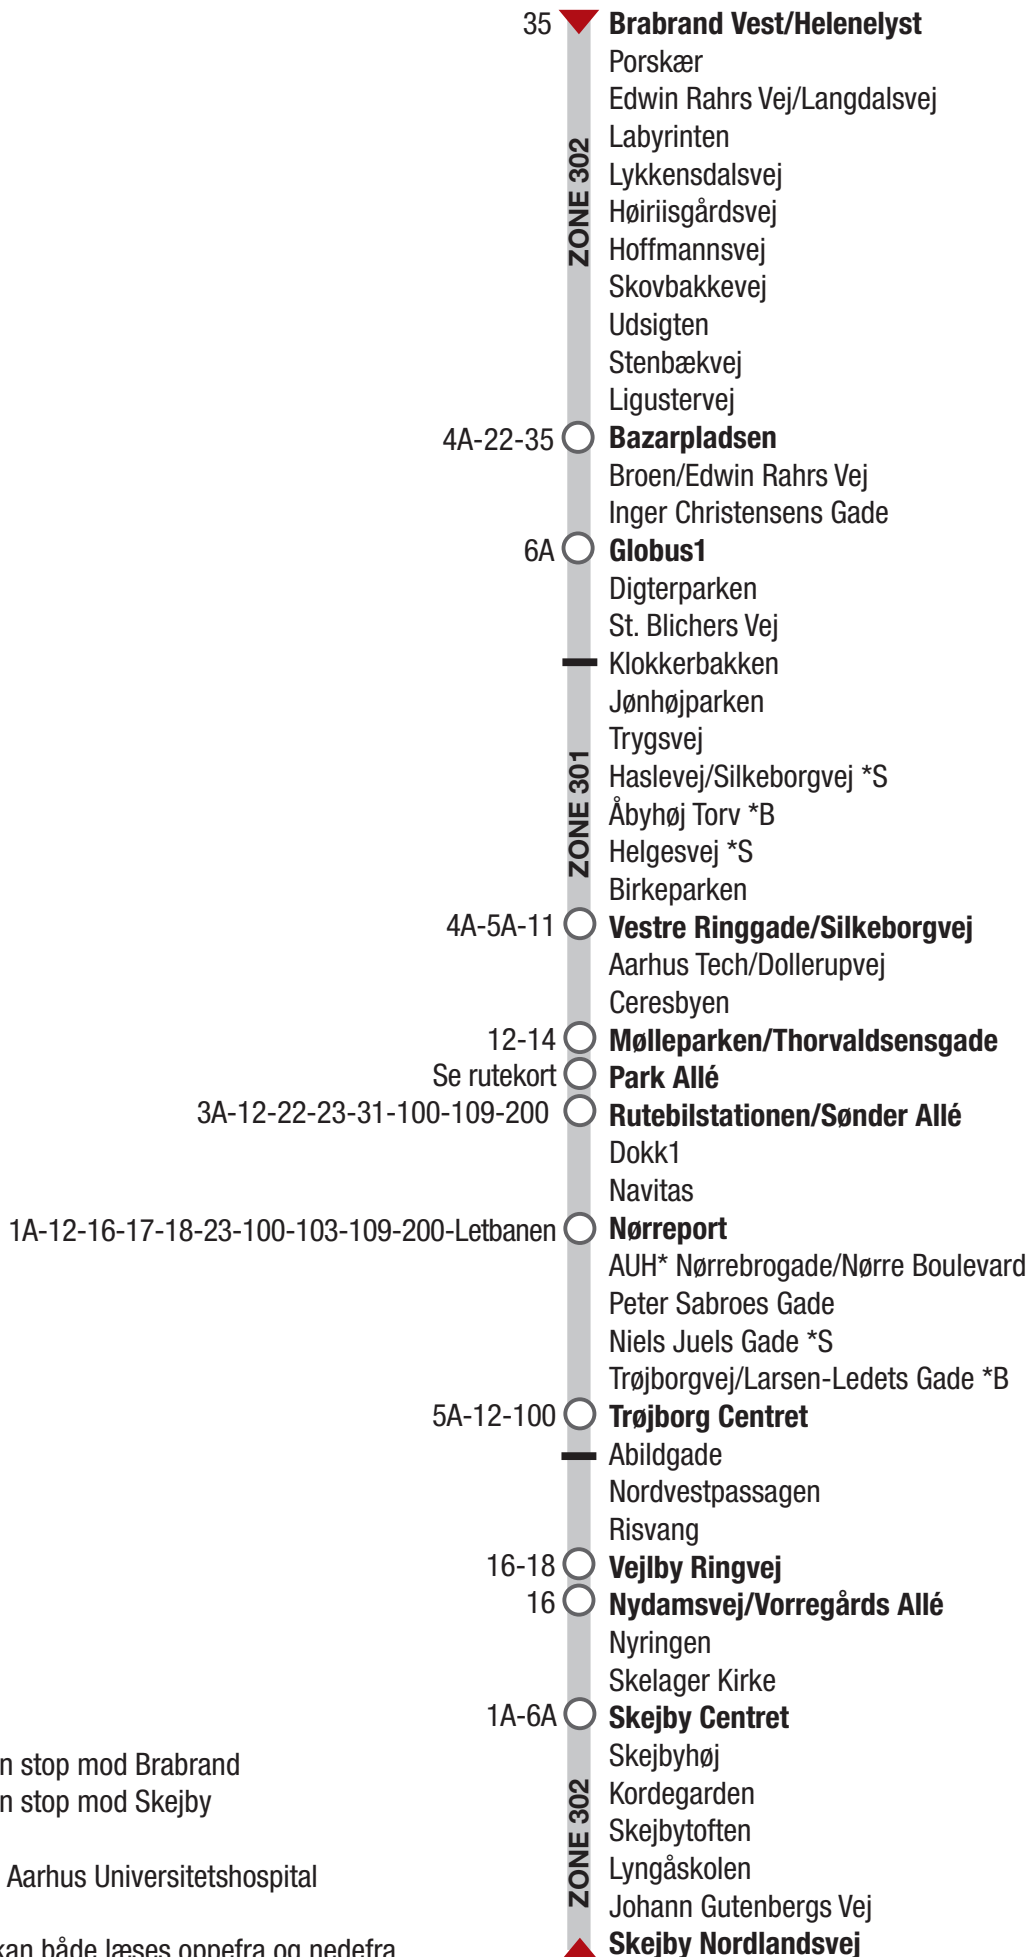 35 Brabrand Vest/Helenelyst
Porskær
Edwin Rahrs Vej/Langdalsvej
Labyrinten
Lykkensdalsvej
Høiriisgårdsvej
Hoffmannsvej
Skovbakkevej
Udsigten
Stenbækvej
Ligustervej
ZONE 302
4A-22-35 Bazarpladsen
Broen/Edwin Rahrs Vej
Inger Christensens Gade
6A Globus1
Digterparken
St. Blichers Vej
Klokkerbakken
Jønhøjparken
Trygsvej
Haslevej/Silkeborgvej *S
Åbyhøj Torv *B
Helgesvej *S
Birkeparken
ZONE 301
4A-5A-11 Vestre Ringgade/Silkeborgvej
Aarhus Tech/Dollerupvej
Ceresbyen
12-14 Mølleparken/Thorvaldsensgade
Se rutekort Park Allé
3A-12-22-23-31-100-109-200 Rutebilstationen/Sønder Allé
Dokk1
Navitas
1A-12-16-17-18-23-100-103-109-200-Letbanen Nørreport
AUH* Nørrebrogade/Nørre Boulevard
Peter Sabroes Gade
Niels Juels Gade *S
Trøjborgvej/Larsen-Ledets Gade *B
5A-12-100 Trøjborg Centret
Abildgade
Nordvestpassagen
Risvang
16-18 Vejlby Ringvej
16 Nydamsvej/Vorregårds Allé
Nyringen
Skelager Kirke
1A-6A Skejby Centret
Skejbyhøj
Kordegarden
Skejbytoften
Lyngåskolen
Johann Gutenbergs Vej
Skejby Nordlandsvej
ZONE 302
n stop mod Brabrand
n stop mod Skejby
Aarhus Universitetshospital
kan både læses oppefra og nedefra